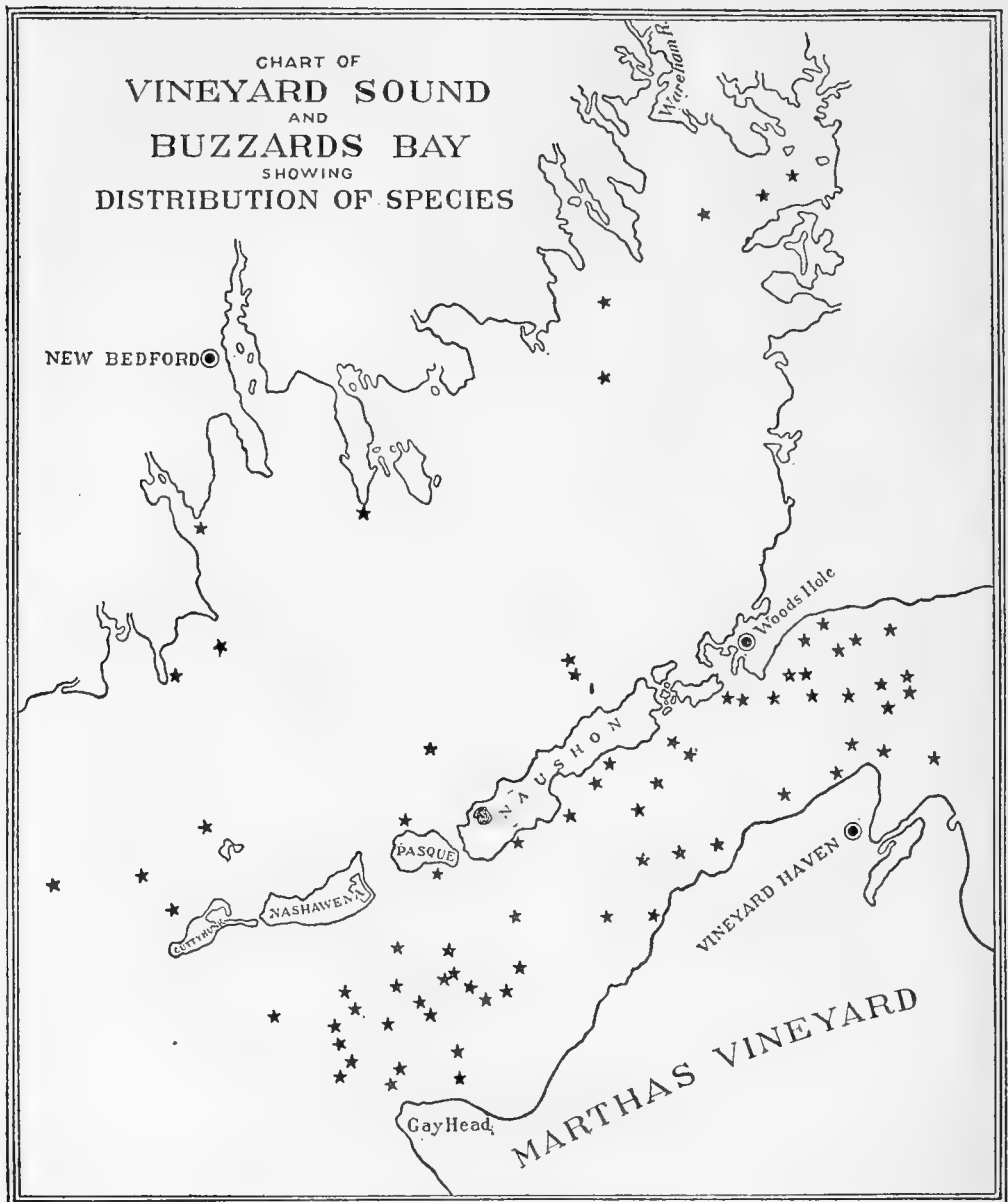 CHART OF
VINEYARD SOUND
AND
BUZZARDS BAY
SHOWING
DISTRIBUTION OF SPECIES
Wareham R.
NEW BEDFORD
Woods Hole
NAUSHON
PASQUE
NASHAWENA
CUTTYHUNK
VINEYARD HAVEN
MARTHAS VINEYARD
Gay Head